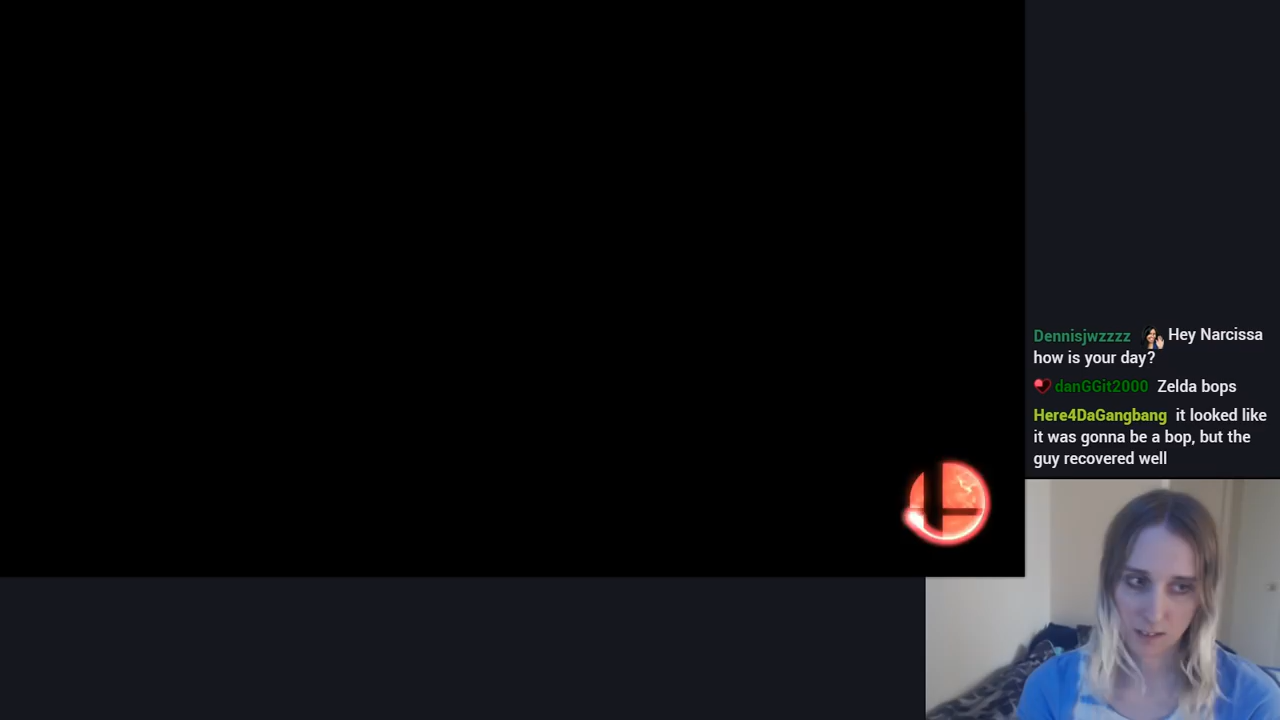 Dennisjwzzzz Hey Narcissa
how is your day?
danGGit2000 Zelda bops
Here4DaGangbang it looked like
it was gonna be a bop, but the
guy recovered well